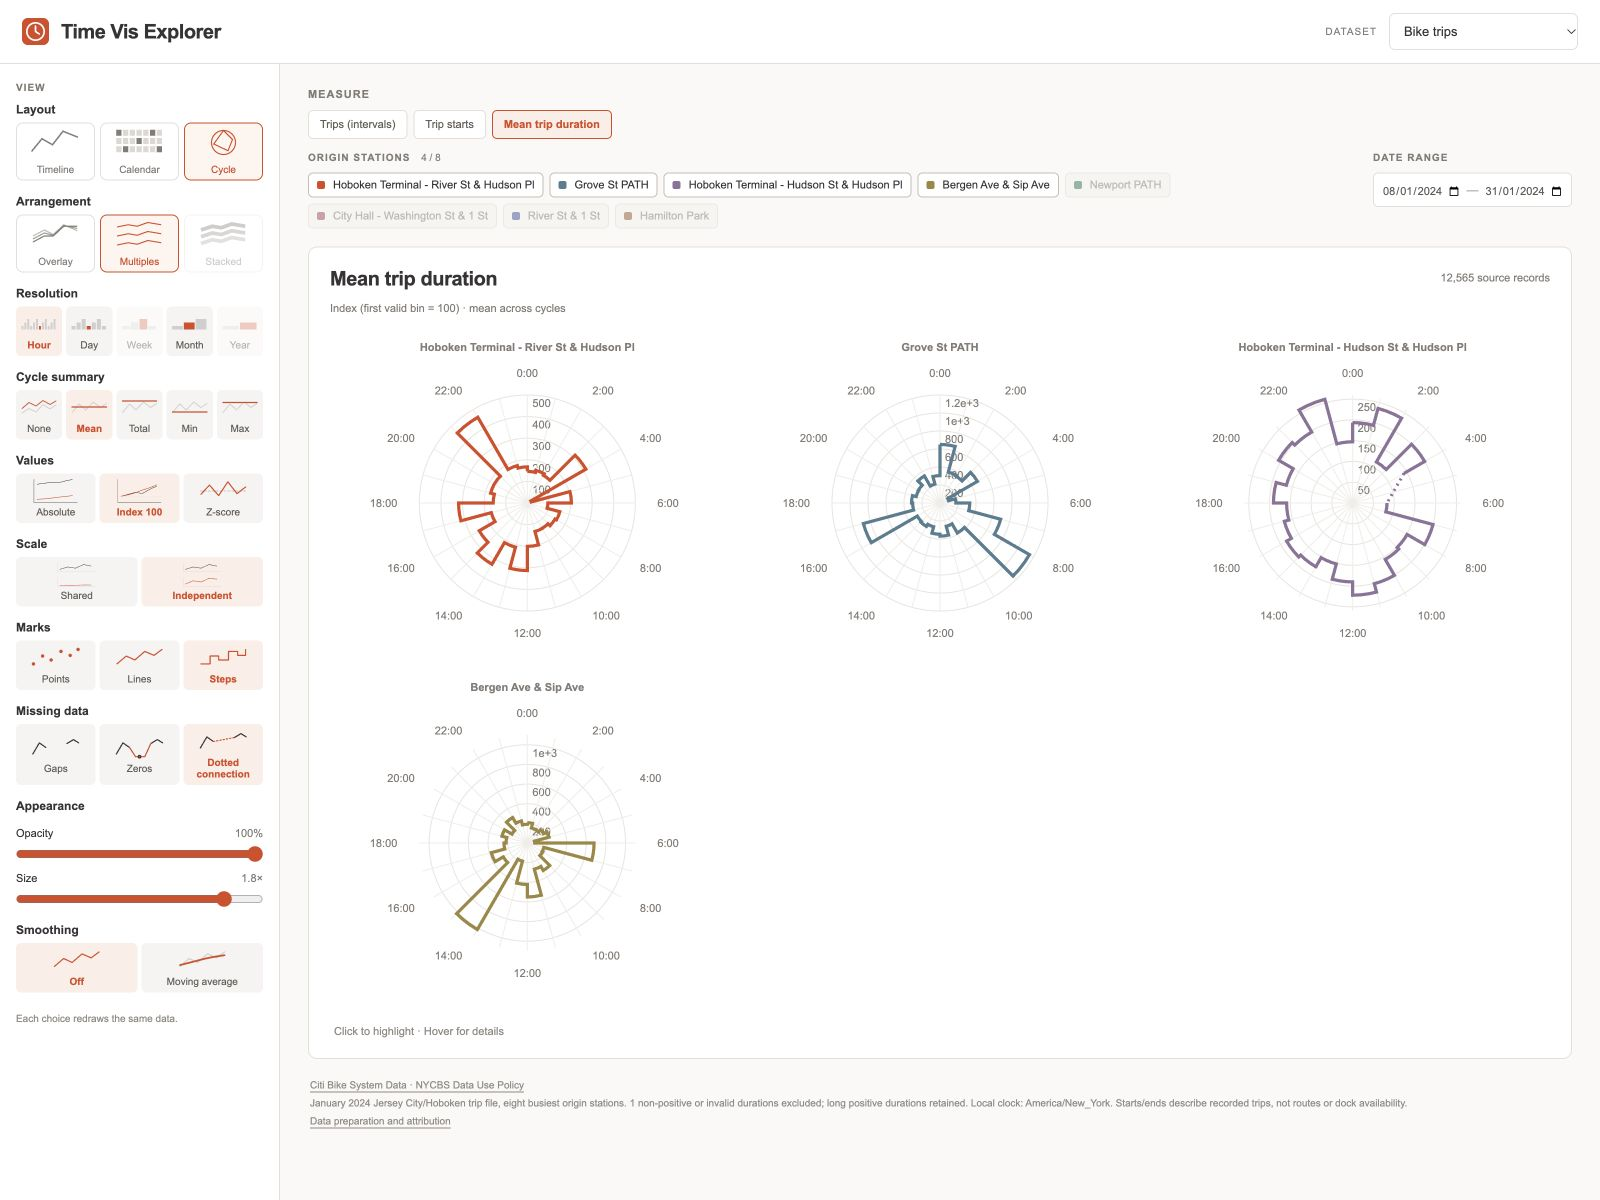 Time Vis Explorer
DATASET
Bike trips
VIEW
Layout
Timeline
Calendar
Cycle
Arrangement
Overlay
Multiples
Stacked
Resolution
Hour
Day
Week
Month
Year
Cycle summary
None
Mean
Total
Min
Max
Values
Absolute
Index 100
Z-score
Scale
Shared
Independent
Marks
Points
Lines
Steps
Missing data
Gaps
Zeros
Dotted
connection
Appearance
Opacity
100%
Size
1.8×
Smoothing
Off
Moving average
Each choice redraws the same data.
MEASURE
Trips (intervals)
Trip starts
Mean trip duration
ORIGIN STATIONS 4 / 8
Hoboken Terminal - River St & Hudson Pl
Grove St PATH
Hoboken Terminal - Hudson St & Hudson Pl
Bergen Ave & Sip Ave
Newport PATH
City Hall - Washington St & 1 St
River St & 1 St
Hamilton Park
DATE RANGE
08/01/2024 — 31/01/2024
Mean trip duration
12,565 source records
Index (first valid bin = 100) · mean across cycles
Hoboken Terminal - River St & Hudson Pl
0:00
2:00
4:00
6:00
8:00
10:00
12:00
14:00
16:00
18:00
20:00
22:00
500
400
300
200
100
Grove St PATH
0:00
2:00
4:00
6:00
8:00
10:00
12:00
14:00
16:00
18:00
20:00
22:00
1.2e+3
1e+3
800
600
400
200
Hoboken Terminal - Hudson St & Hudson Pl
0:00
2:00
4:00
6:00
8:00
10:00
12:00
14:00
16:00
18:00
20:00
22:00
250
200
150
100
50
Bergen Ave & Sip Ave
0:00
2:00
4:00
6:00
8:00
10:00
12:00
14:00
16:00
18:00
20:00
22:00
1e+3
800
600
400
200
Click to highlight · Hover for details
Citi Bike System Data · NYCBS Data Use Policy
January 2024 Jersey City/Hoboken trip file, eight busiest origin stations. 1 non-positive or invalid durations excluded; long positive durations retained. Local clock: America/New_York. Starts/ends describe recorded trips, not routes or dock availability.
Data preparation and attribution